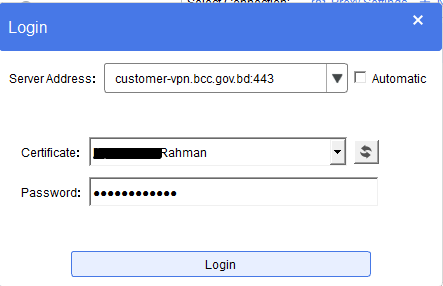 Login
Server Address:
customer-vpn.bcc.gov.bd:443
Automatic
Certificate:
Rahman
Password:
Login